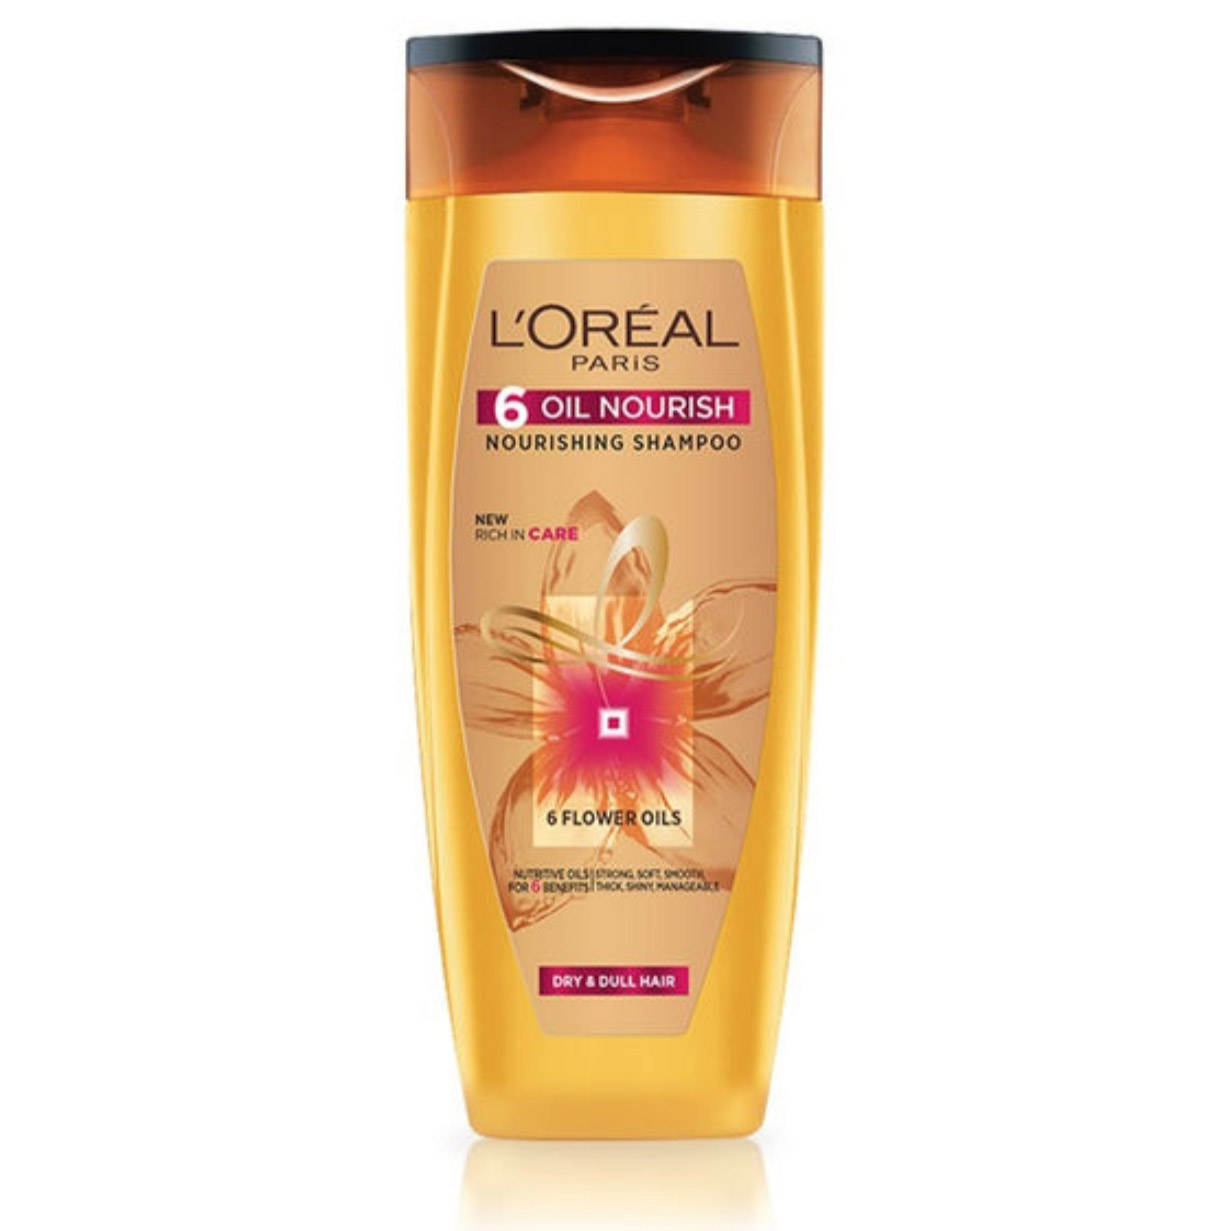 L'ORÉAL
PARiS
6 OIL NOURISH
NOURISHING SHAMPOO
NEW
RICH IN CARE
6 FLOWER OILS
NUTRITIVE OILS STRONG, SOFT, SMOOTH,
FOR 6 BENEFITS THICK, SHINY, MANAGEABLE
DRY & DULL HAIR